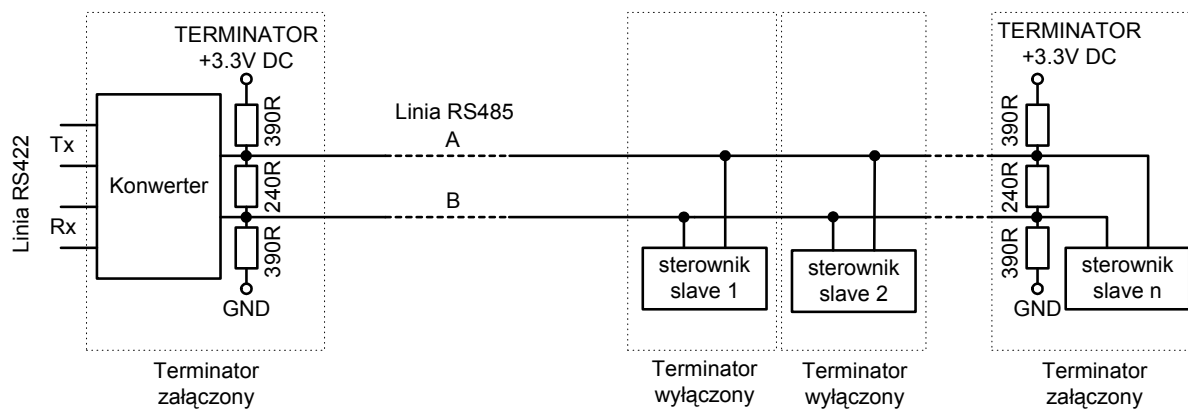 TERMINATOR
+3.3V DC
390R
240R
390R
GND
Linia RS422
Tx
Rx
Konwerter
Linia RS485
A
B
sterownik
slave 1
sterownik
slave 2
TERMINATOR
+3.3V DC
390R
240R
390R
GND
sterownik
slave n
Terminator
załączony
Terminator
wyłączony
Terminator
wyłączony
Terminator
załączony